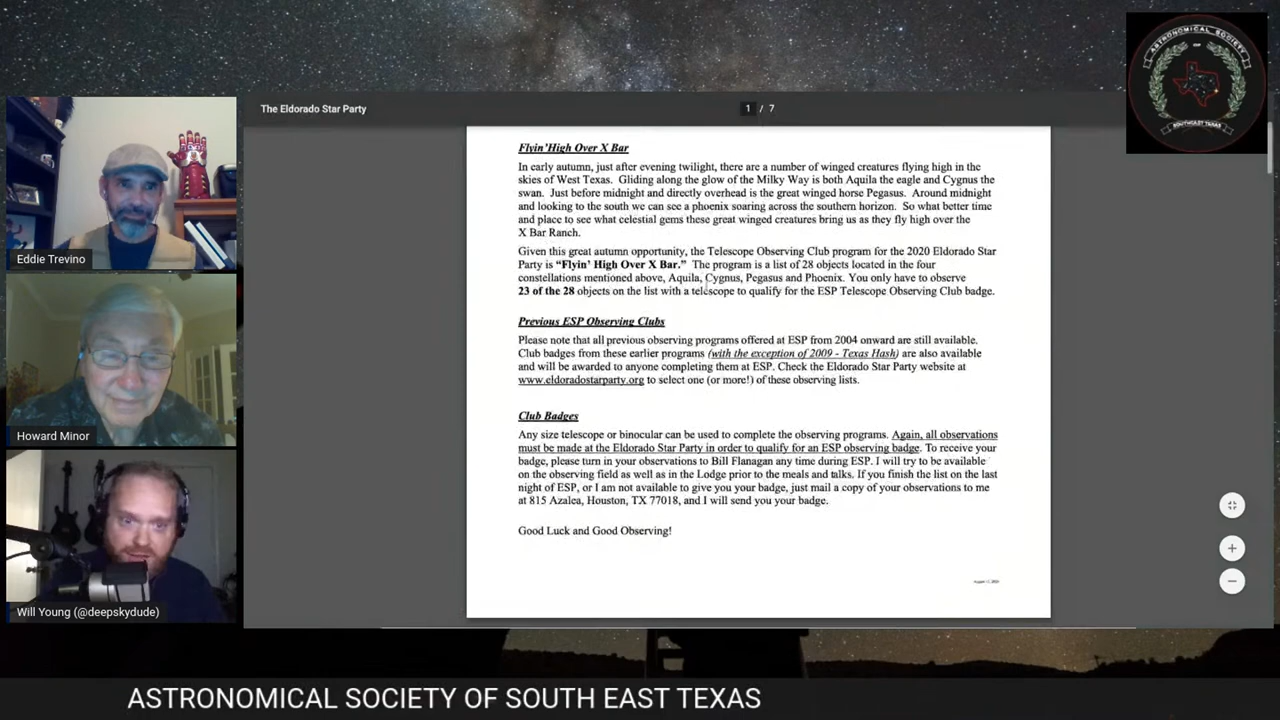 ASTRONOMICAL SOCIETY
SOUTHEAST TEXAS
The Eldorado Star Party
1 / 7
Eddie Trevino
Howard Minor
Will Young (@deepskydude)
Flyin'High Over X Bar
In early autumn, just after evening twilight, there are a number of winged creatures flying high in the
skies of West Texas. Gliding along the glow of the Milky Way is both Aquila the eagle and Cygnus the
swan. Just before midnight and directly overhead is the great winged horse Pegasus. Around midnight
and looking to the south we can see a phoenix soaring across the southern horizon. So what better time
and place to see what celestial gems these great winged creatures bring us as they fly high over the
X Bar Ranch.
Given this great autumn opportunity, the Telescope Observing Club program for the 2020 Eldorado Star
Party is “Flyin’ High Over X Bar.” The program is a list of 28 objects located in the four
constellations mentioned above, Aquila, Cygnus, Pegasus and Phoenix. You only have to observe
23 of the 28 objects on the list with a telescope to qualify for the ESP Telescope Observing Club badge.
Previous ESP Observing Clubs
Please note that all previous observing programs offered at ESP from 2004 onward are still available.
Club badges from these earlier programs (with the exception of 2009 - Texas Hash) are also available
and will be awarded to anyone completing them at ESP. Check the Eldorado Star Party website at
www.eldoradostarparty.org to select one (or more!) of these observing lists.
Club Badges
Any size telescope or binocular can be used to complete the observing programs. Again, all observations
must be made at the Eldorado Star Party in order to qualify for an ESP observing badge. To receive your
badge, please turn in your observations to Bill Flanagan any time during ESP. I will try to be available
on the observing field as well as in the Lodge prior to the meals and talks. If you finish the list on the last
night of ESP, or I am not available to give you your badge, just mail a copy of your observations to me
at 815 Azalea, Houston, TX 77018, and I will send you your badge.
Good Luck and Good Observing!
ASTRONOMICAL SOCIETY OF SOUTH EAST TEXAS